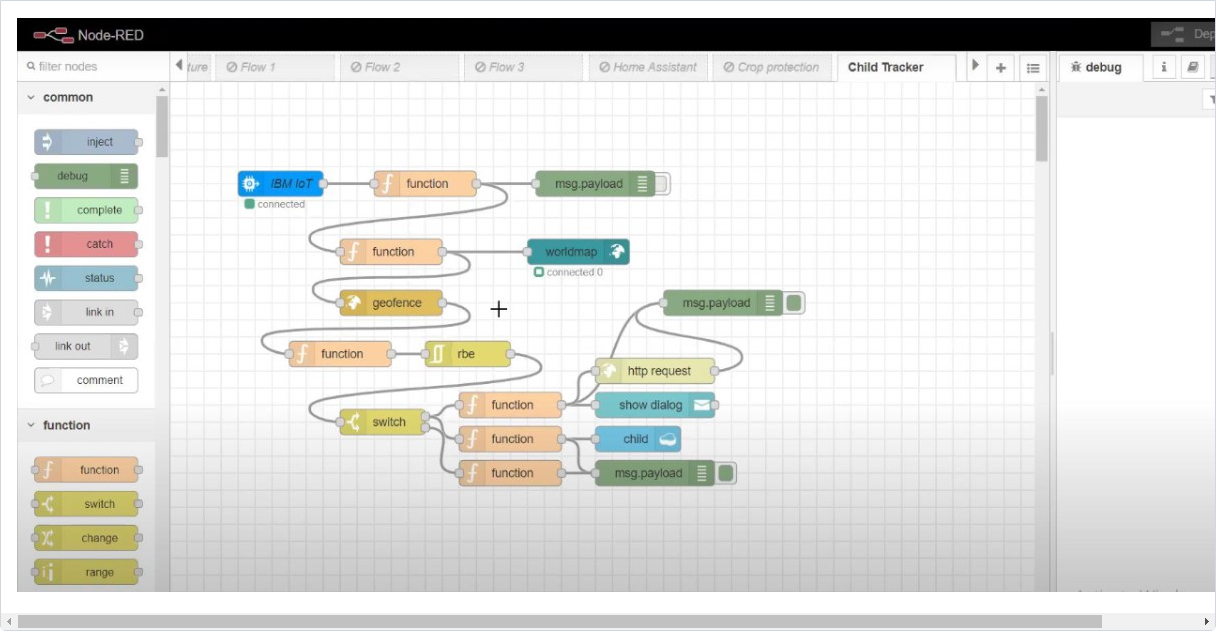 Node-RED
Dep
filter nodes
ture
Flow 1
Flow 2
Flow 3
Home Assistant
Crop protection
Child Tracker
debug
i
common
inject
debug
complete
catch
status
link in
link out
comment
function
function
switch
change
range
IBM IoT
connected
function
msg.payload
function
worldmap
connected 0
geofence
msg.payload
function
rbe
http request
switch
function
show dialog
function
child
function
msg.payload